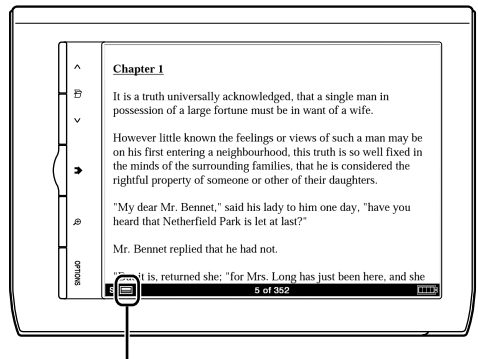 Chapter 1
It is a truth universally acknowledged, that a single man in
possession of a large fortune must be in want of a wife.
However little known the feelings or views of such a man may be
on his first entering a neighbourhood, this truth is so well fixed in
the minds of the surrounding families, that he is considered the
rightful property of someone or other of their daughters.
"My dear Mr. Bennet," said his lady to him one day, "have you
heard that Netherfield Park is let at last?"
Mr. Bennet replied that he had not.
it is, returned she; "for Mrs. Long has just been here, and she
S
5 of 352
OPTIONS